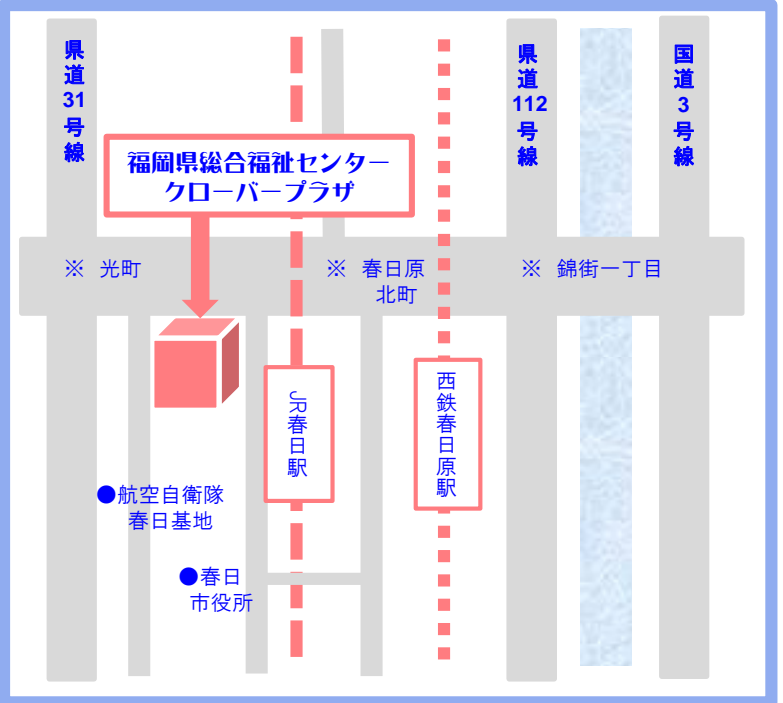 県道31号線
県道112号線
国道3号線
福岡県総合福祉センター
クローバープラザ
※ 光町
※ 春日原
北町
※ 錦街一丁目
JR春日駅
西鉄春日原駅
●航空自衛隊
春日基地
●春日
市役所